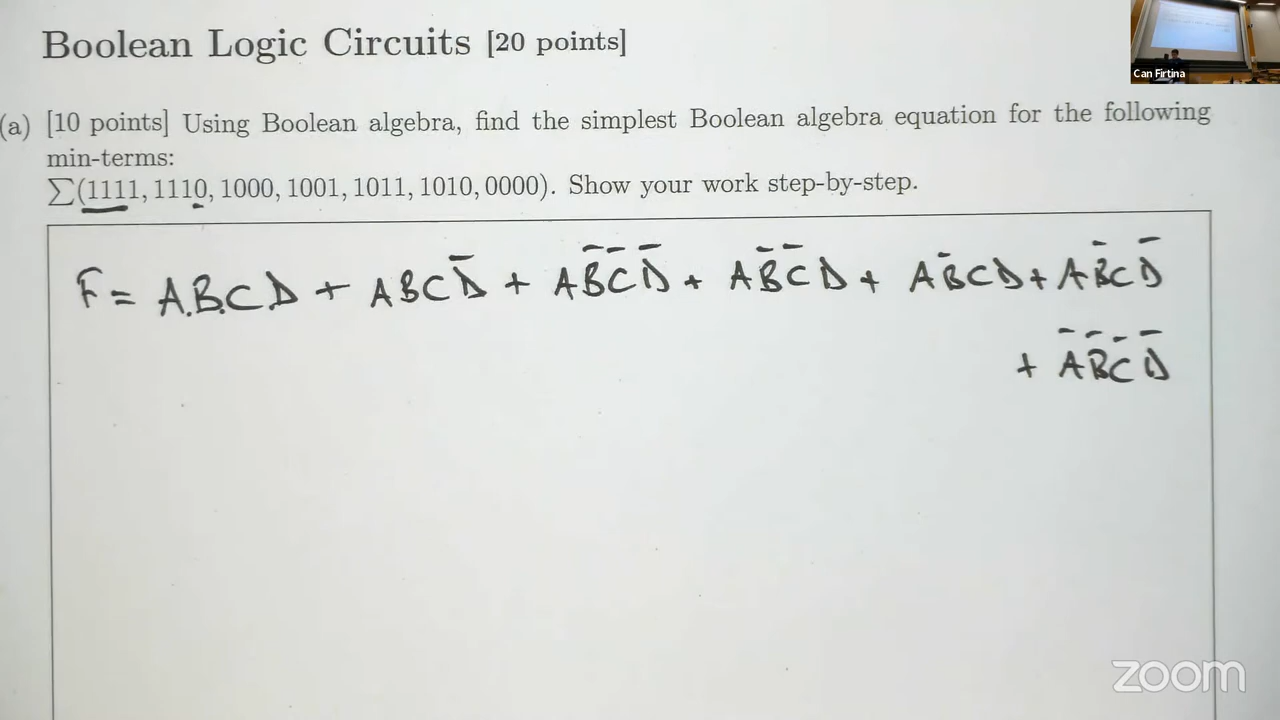 Boolean Logic Circuits [20 points]
Can Firtina
(a) [10 points] Using Boolean algebra, find the simplest Boolean algebra equation for the following
min-terms:
∑(1111, 1110, 1000, 1001, 1011, 1010, 0000). Show your work step-by-step.
F = A.B.C.D + ABCD̅ + AB̅C̅D̅ + AB̅C̅D + AB̅CD + AB̅CD̅
+ A̅B̅C̅D̅
zoom